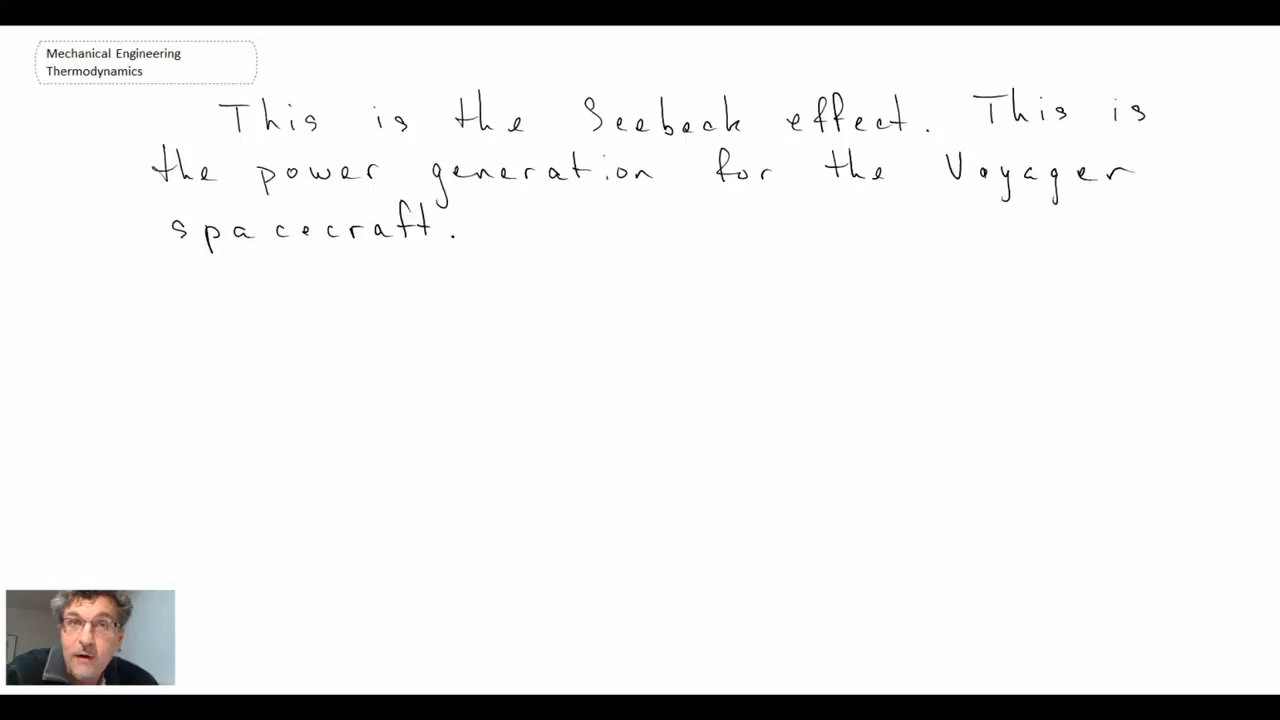 Mechanical Engineering
Thermodynamics
This is the Seebeck effect. This is
the power generation for the Voyager
spacecraft.